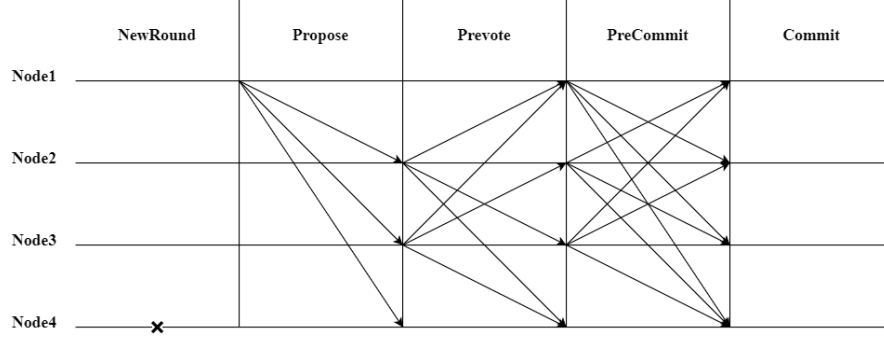 NewRound Propose Prevote PreCommit Commit
Node1
Node2
Node3
Node4